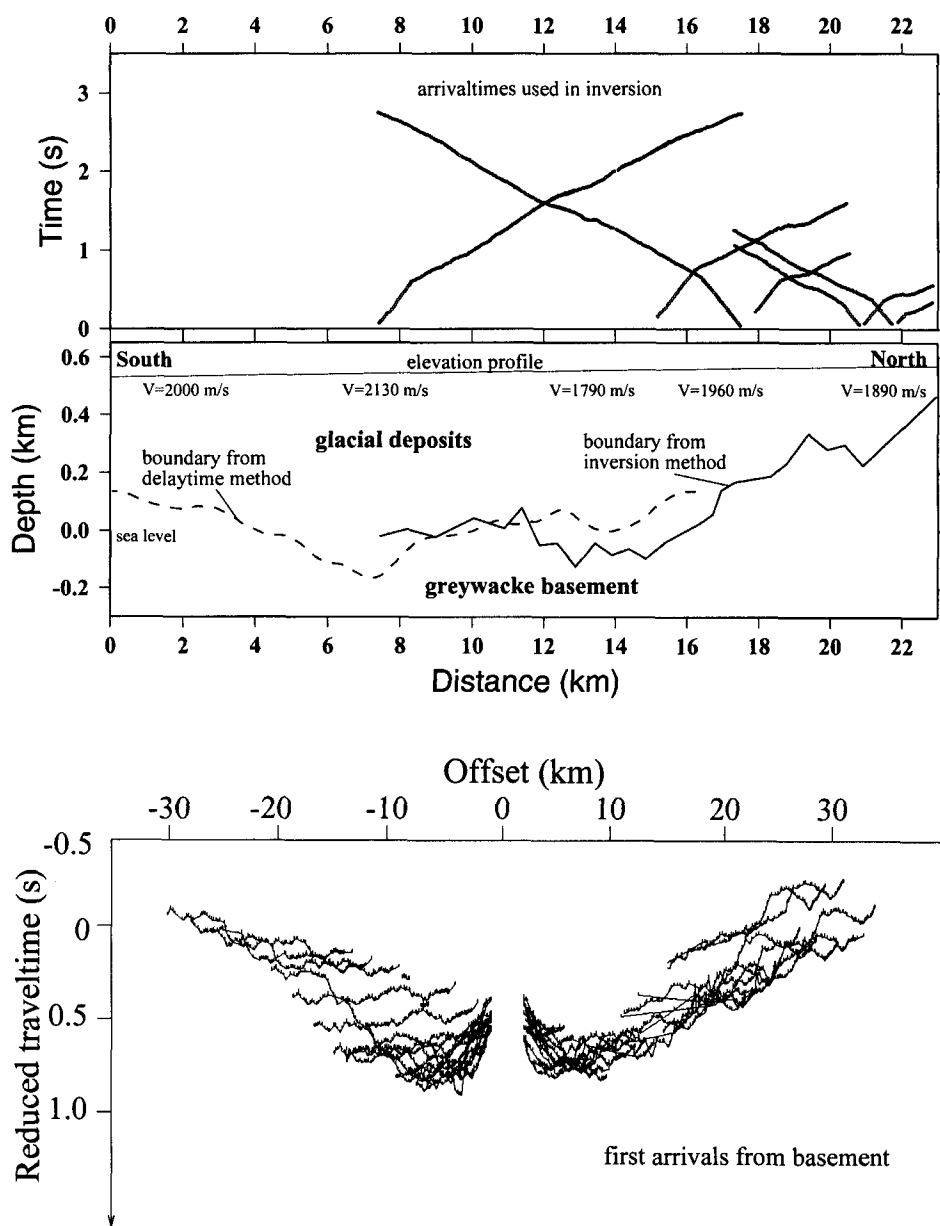 0 2 4 6 8 10 12 14 16 18 20 22
arrivaltimes used in inversion
Time (s)
3
2
1
0
South
elevation profile
North
V=2000 m/s V=2130 m/s V=1790 m/s V=1960 m/s V=1890 m/s
glacial deposits
boundary from
delaytime method
boundary from
inversion method
sea level
greywacke basement
Depth (km)
0.6
0.4
0.2
0.0
-0.2
0 2 4 6 8 10 12 14 16 18 20 22
Distance (km)
Offset (km)
-30 -20 -10 0 10 20 30
Reduced traveltime (s)
-0.5
0
0.5
1.0
first arrivals from basement